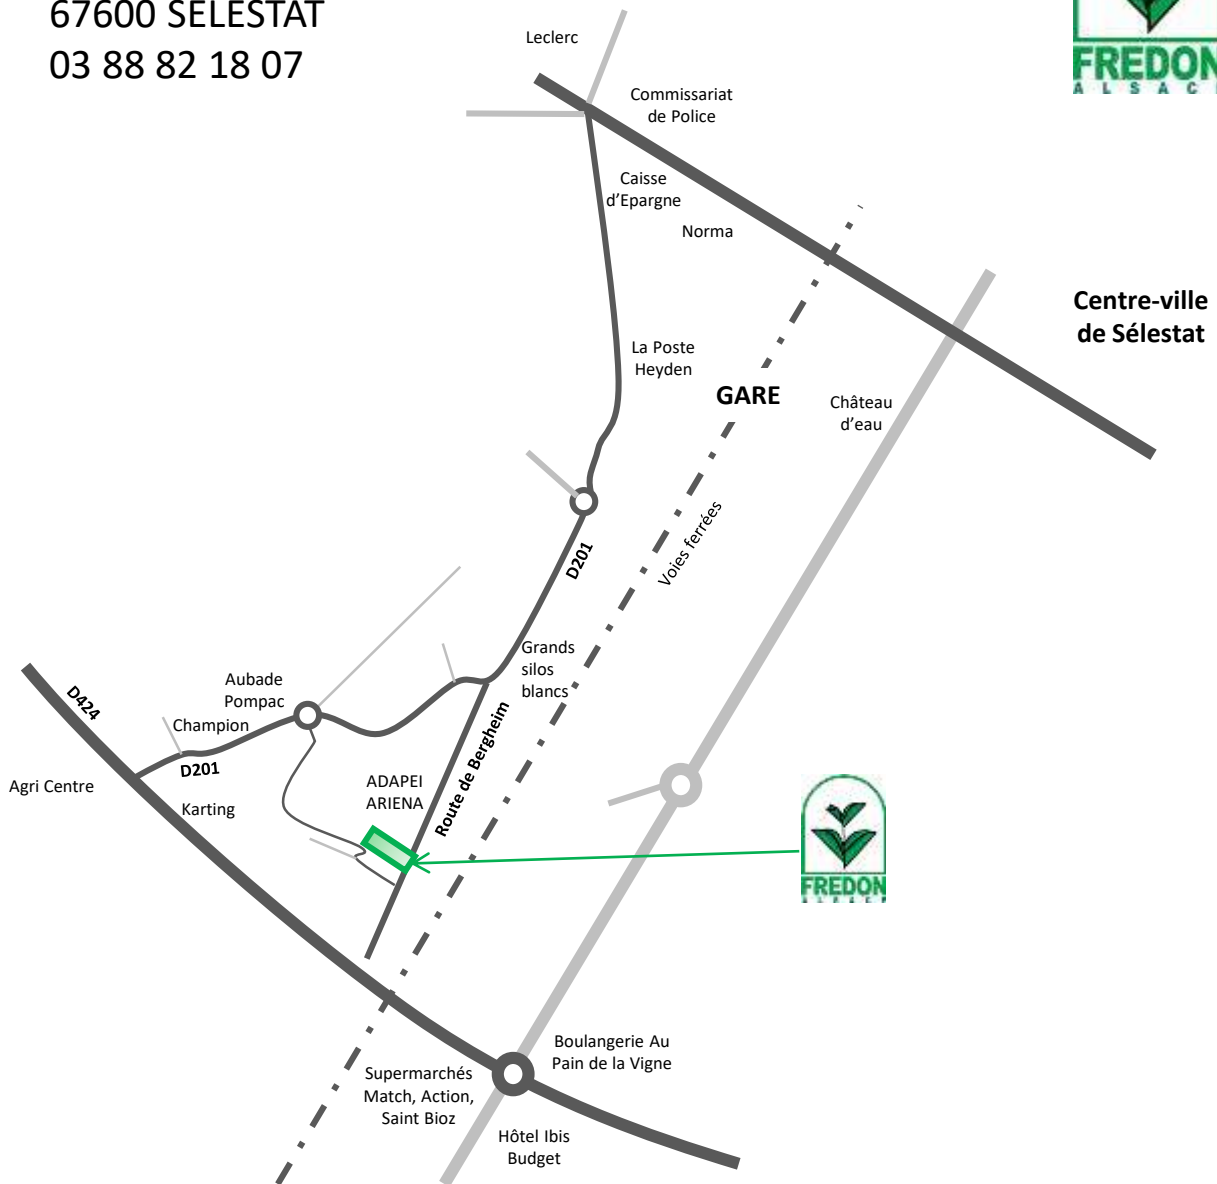 67600 SELESTAT
03 88 82 18 07
FREDON
ALSACE
Leclerc
Commissariat
de Police
Caisse
d’Epargne
Norma
Centre-ville
de Sélestat
La Poste
Heyden
GARE
Château
d’eau
Voies ferrées
D201
Grands
silos
blancs
Aubade
Pompac
D424
Champion
D201
Route de Bergheim
Agri Centre
Karting
ADAPEI
ARIENA
FREDON
Boulangerie Au
Pain de la Vigne
Supermarchés
Match, Action,
Saint Bioz
Hôtel Ibis
Budget